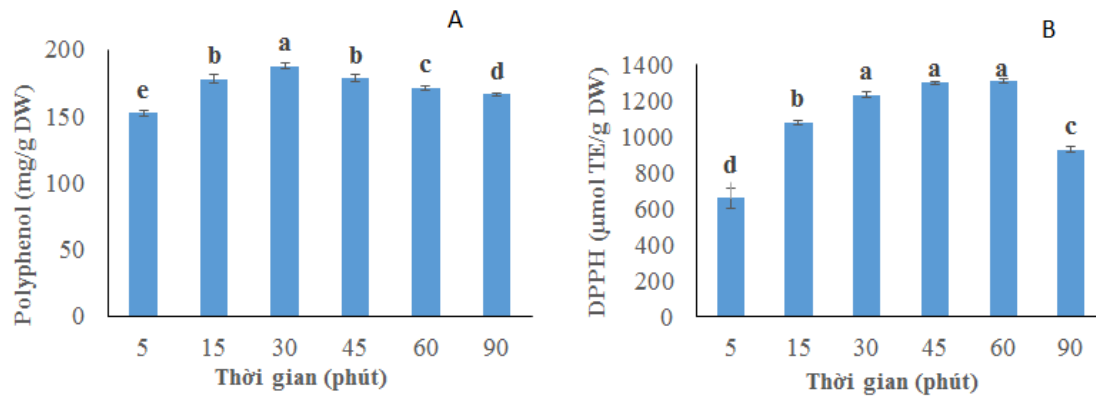 A
Polyphenol (mg/g DW)
200
150
100
50
0
e
b
a
b
c
d
5 15 30 45 60 90
Thời gian (phút)
B
DPPH (µmol TE/g DW)
1400
1200
1000
800
600
400
200
0
d
b
a
a
a
c
5 15 30 45 60 90
Thời gian (phút)